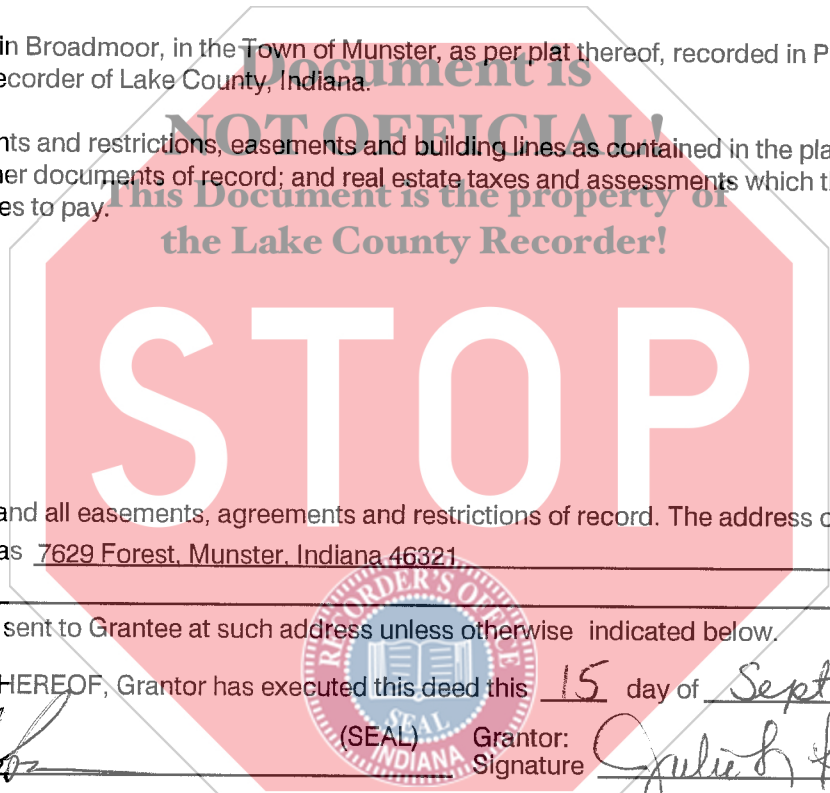 in Broadmoor, in the Town of Munster, as per plat thereof, recorded in P
ecorder of Lake County, Indiana.
Document is
NOT OFFICIAL!
nts and restrictions, easements and building lines as contained in the pla
er documents of record; and real estate taxes and assessments which t
es to pay.
This Document is the property of
the Lake County Recorder!
STOP
and all easements, agreements and restrictions of record. The address o
as 7629 Forest, Munster, Indiana 46321
RECORDER'S OFFICE
sent to Grantee at such address unless otherwise indicated below.
HEREOF, Grantor has executed this deed this 15 day of Sept
SEAL
INDIANA
(SEAL) Grantor:
Signature Julie L